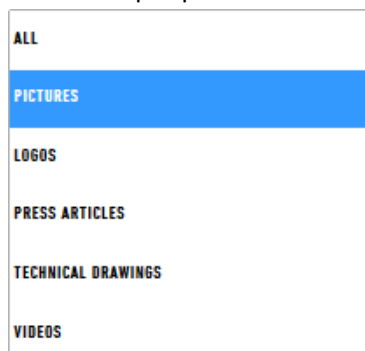 ALL
PICTURES
LOGOS
PRESS ARTICLES
TECHNICAL DRAWINGS
VIDEOS